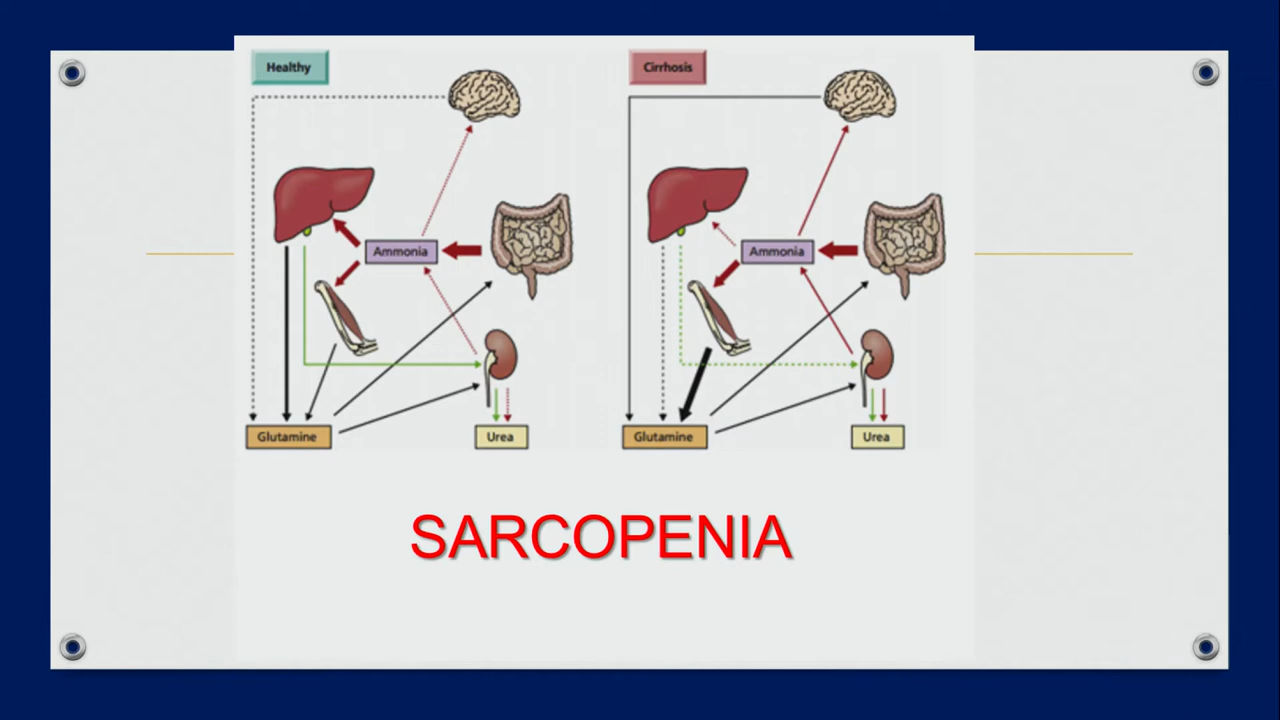 Healthy
Ammonia
Glutamine
Urea
Cirrhosis
Ammonia
Glutamine
Urea
SARCOPENIA